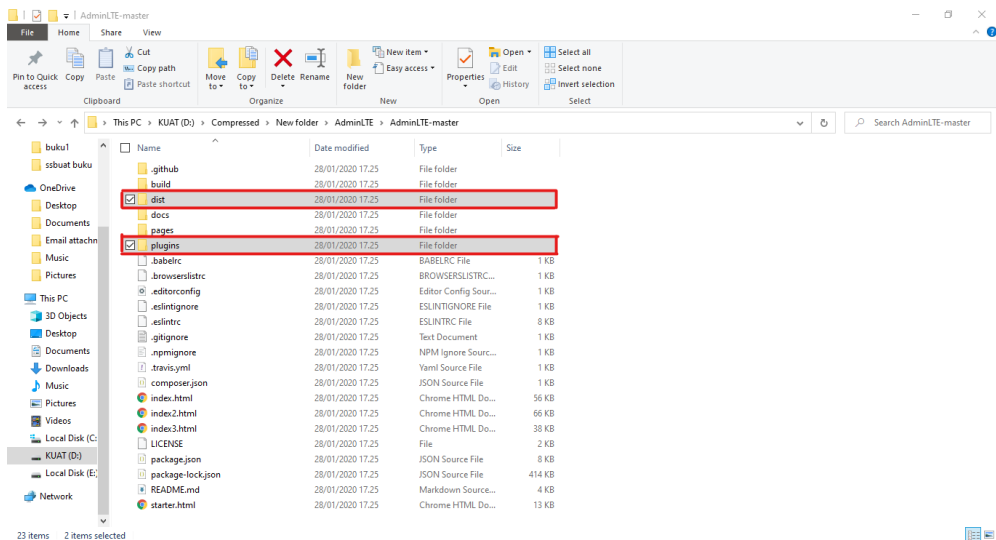 AdminLTE-master
File Home Share View
Pin to Quick access
Copy
Paste
Cut
Copy path
Paste shortcut
Clipboard
Move to
Copy to
Delete
Rename
Organize
New folder
New item
Easy access
New
Properties
Open
Edit
History
Open
Select all
Select none
Invert selection
Select
This PC > KUAT (D:) > Compressed > New folder > AdminLTE > AdminLTE-master
Search AdminLTE-master
buku1
ssbuat buku
OneDrive
Desktop
Documents
Email attachn
Music
Pictures
This PC
3D Objects
Desktop
Documents
Downloads
Music
Pictures
Videos
Local Disk (C:
KUAT (D:)
Local Disk (E:)
Network
Name Date modified Type Size
.github 28/01/2020 17.25 File folder
build 28/01/2020 17.25 File folder
dist 28/01/2020 17.25 File folder
docs 28/01/2020 17.25 File folder
pages 28/01/2020 17.25 File folder
plugins 28/01/2020 17.25 File folder
.babelrc 28/01/2020 17.25 BABELRC File 1 KB
.browserslistrc 28/01/2020 17.25 BROWSERSLISTRC... 1 KB
.editorconfig 28/01/2020 17.25 Editor Config Sour... 1 KB
.eslintignore 28/01/2020 17.25 ESLINTIGNORE File 1 KB
.eslintrc 28/01/2020 17.25 ESLINTRC File 8 KB
.gitignore 28/01/2020 17.25 Text Document 1 KB
.npmignore 28/01/2020 17.25 NPM Ignore Sourc... 1 KB
.travis.yml 28/01/2020 17.25 Yaml Source File 1 KB
composer.json 28/01/2020 17.25 JSON Source File 1 KB
index.html 28/01/2020 17.25 Chrome HTML Do... 56 KB
index2.html 28/01/2020 17.25 Chrome HTML Do... 66 KB
index3.html 28/01/2020 17.25 Chrome HTML Do... 38 KB
LICENSE 28/01/2020 17.25 File 2 KB
package.json 28/01/2020 17.25 JSON Source File 8 KB
package-lock.json 28/01/2020 17.25 JSON Source File 414 KB
README.md 28/01/2020 17.25 Markdown Source... 4 KB
starter.html 28/01/2020 17.25 Chrome HTML Do... 13 KB
23 items 2 items selected